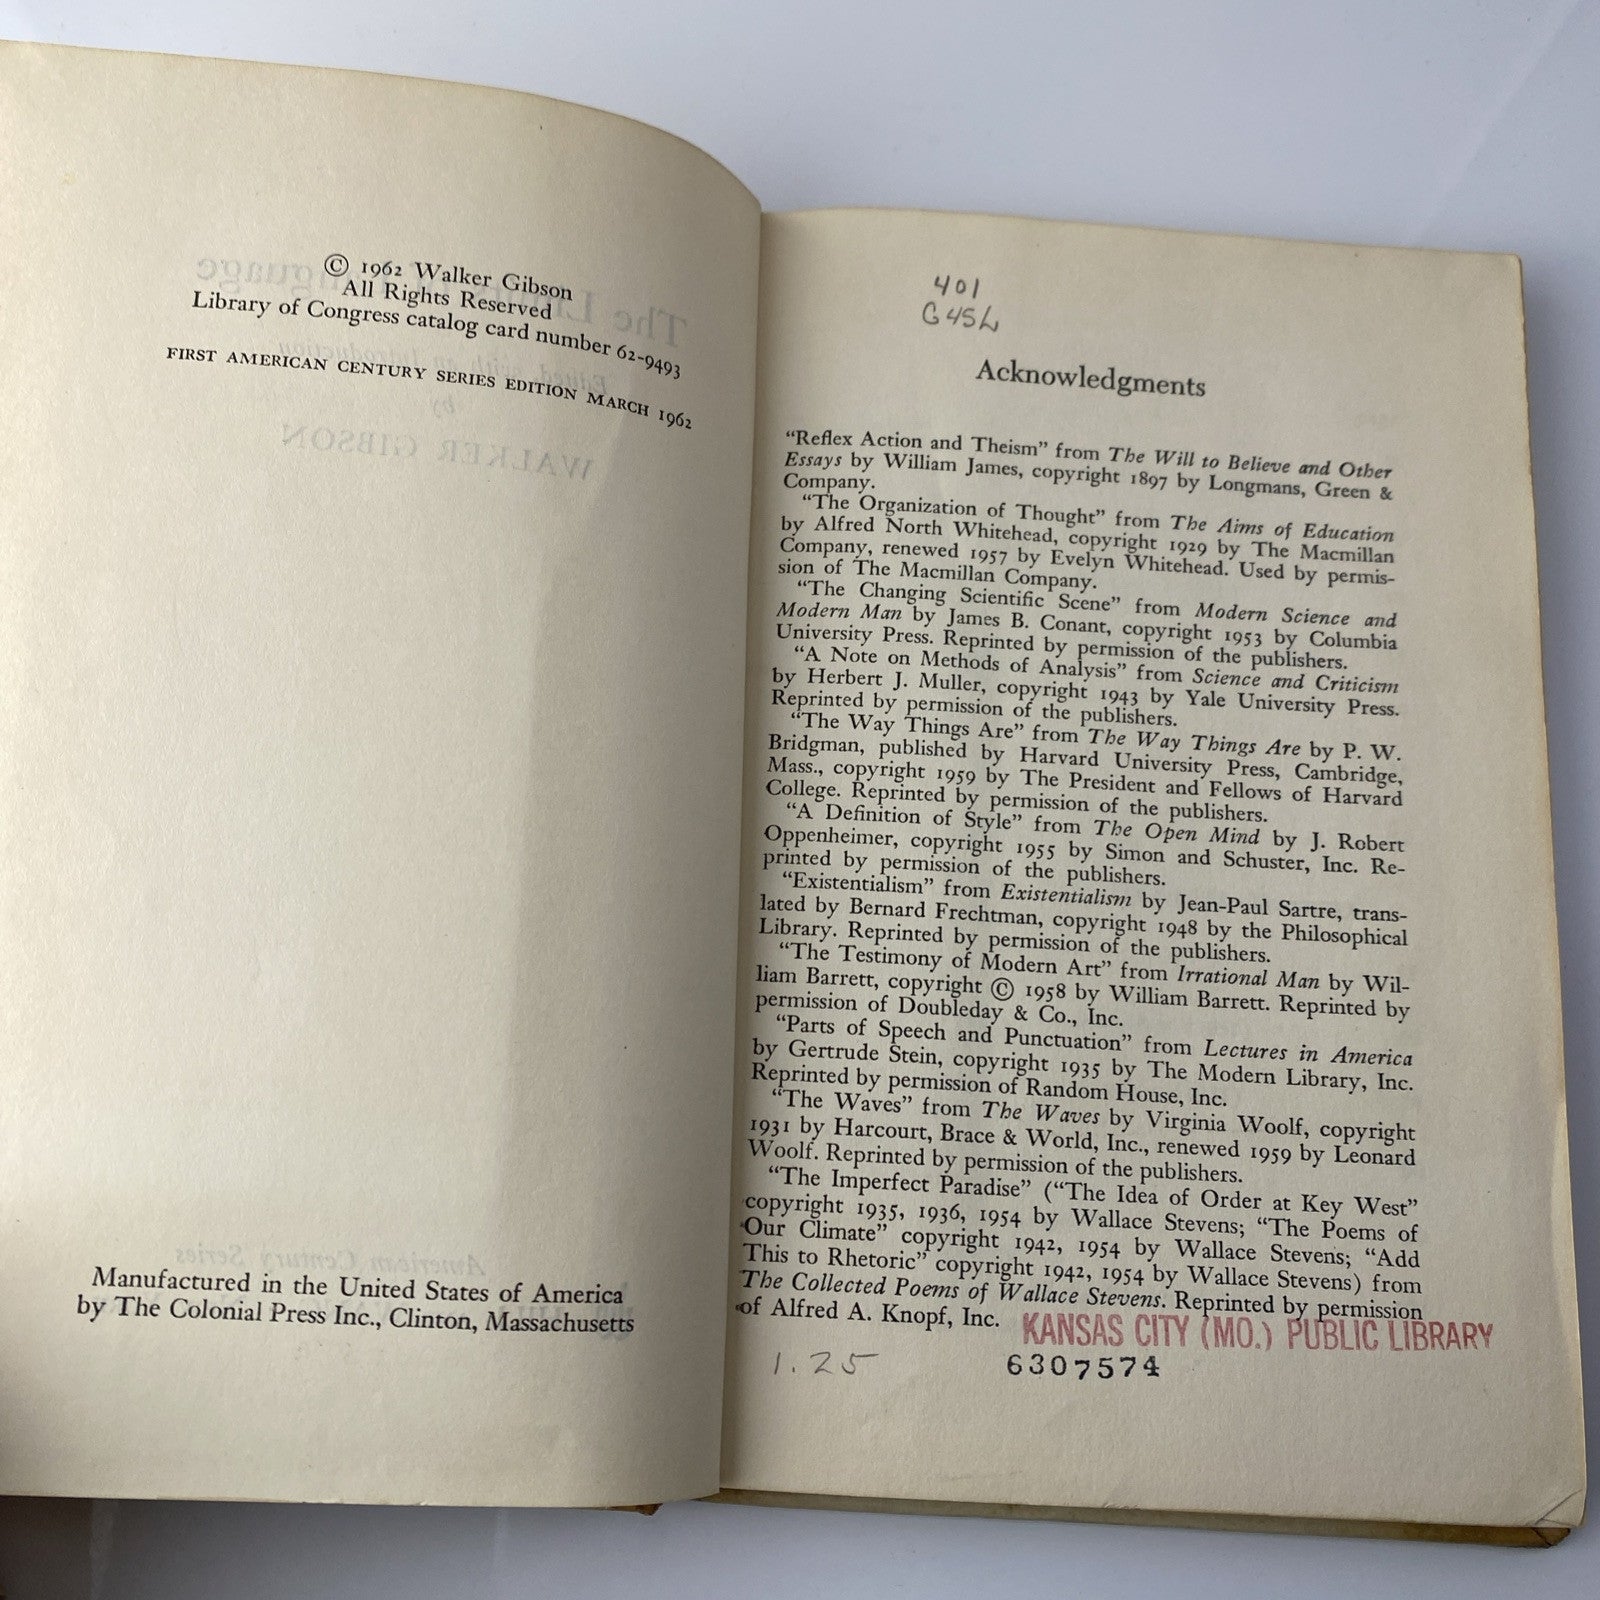 © 1962 Walker Gibson
All Rights Reserved
Library of Congress catalog card number 62-9493
FIRST AMERICAN CENTURY SERIES EDITION MARCH 1962
Manufactured in the United States of America
by The Colonial Press Inc., Clinton, Massachusetts
401
G45L
Acknowledgments
“Reflex Action and Theism” from The Will to Believe and Other
Essays by William James, copyright 1897 by Longmans, Green &
Company.
“The Organization of Thought” from The Aims of Education
by Alfred North Whitehead, copyright 1929 by The Macmillan
Company, renewed 1957 by Evelyn Whitehead. Used by permis-
sion of The Macmillan Company.
“The Changing Scientific Scene” from Modern Science and
Modern Man by James B. Conant, copyright 1953 by Columbia
University Press. Reprinted by permission of the publishers.
“A Note on Methods of Analysis” from Science and Criticism
by Herbert J. Muller, copyright 1943 by Yale University Press.
Reprinted by permission of the publishers.
“The Way Things Are” from The Way Things Are by P. W.
Bridgman, published by Harvard University Press, Cambridge,
Mass., copyright 1959 by The President and Fellows of Harvard
College. Reprinted by permission of the publishers.
“A Definition of Style” from The Open Mind by J. Robert
Oppenheimer, copyright 1955 by Simon and Schuster, Inc. Re-
printed by permission of the publishers.
“Existentialism” from Existentialism by Jean-Paul Sartre, trans-
lated by Bernard Frechtman, copyright 1948 by the Philosophical
Library. Reprinted by permission of the publishers.
“The Testimony of Modern Art” from Irrational Man by Wil-
liam Barrett, copyright © 1958 by William Barrett. Reprinted by
permission of Doubleday & Co., Inc.
“Parts of Speech and Punctuation” from Lectures in America
by Gertrude Stein, copyright 1935 by The Modern Library, Inc.
Reprinted by permission of Random House, Inc.
“The Waves” from The Waves by Virginia Woolf, copyright
1931 by Harcourt, Brace & World, Inc., renewed 1959 by Leonard
Woolf. Reprinted by permission of the publishers.
“The Imperfect Paradise” (“The Idea of Order at Key West”
copyright 1935, 1936, 1954 by Wallace Stevens; “The Poems of
Our Climate” copyright 1942, 1954 by Wallace Stevens; “Add
This to Rhetoric” copyright 1942, 1954 by Wallace Stevens) from
The Collected Poems of Wallace Stevens. Reprinted by permission
of Alfred A. Knopf, Inc.
KANSAS CITY (MO.) PUBLIC LIBRARY
1.25
6307574